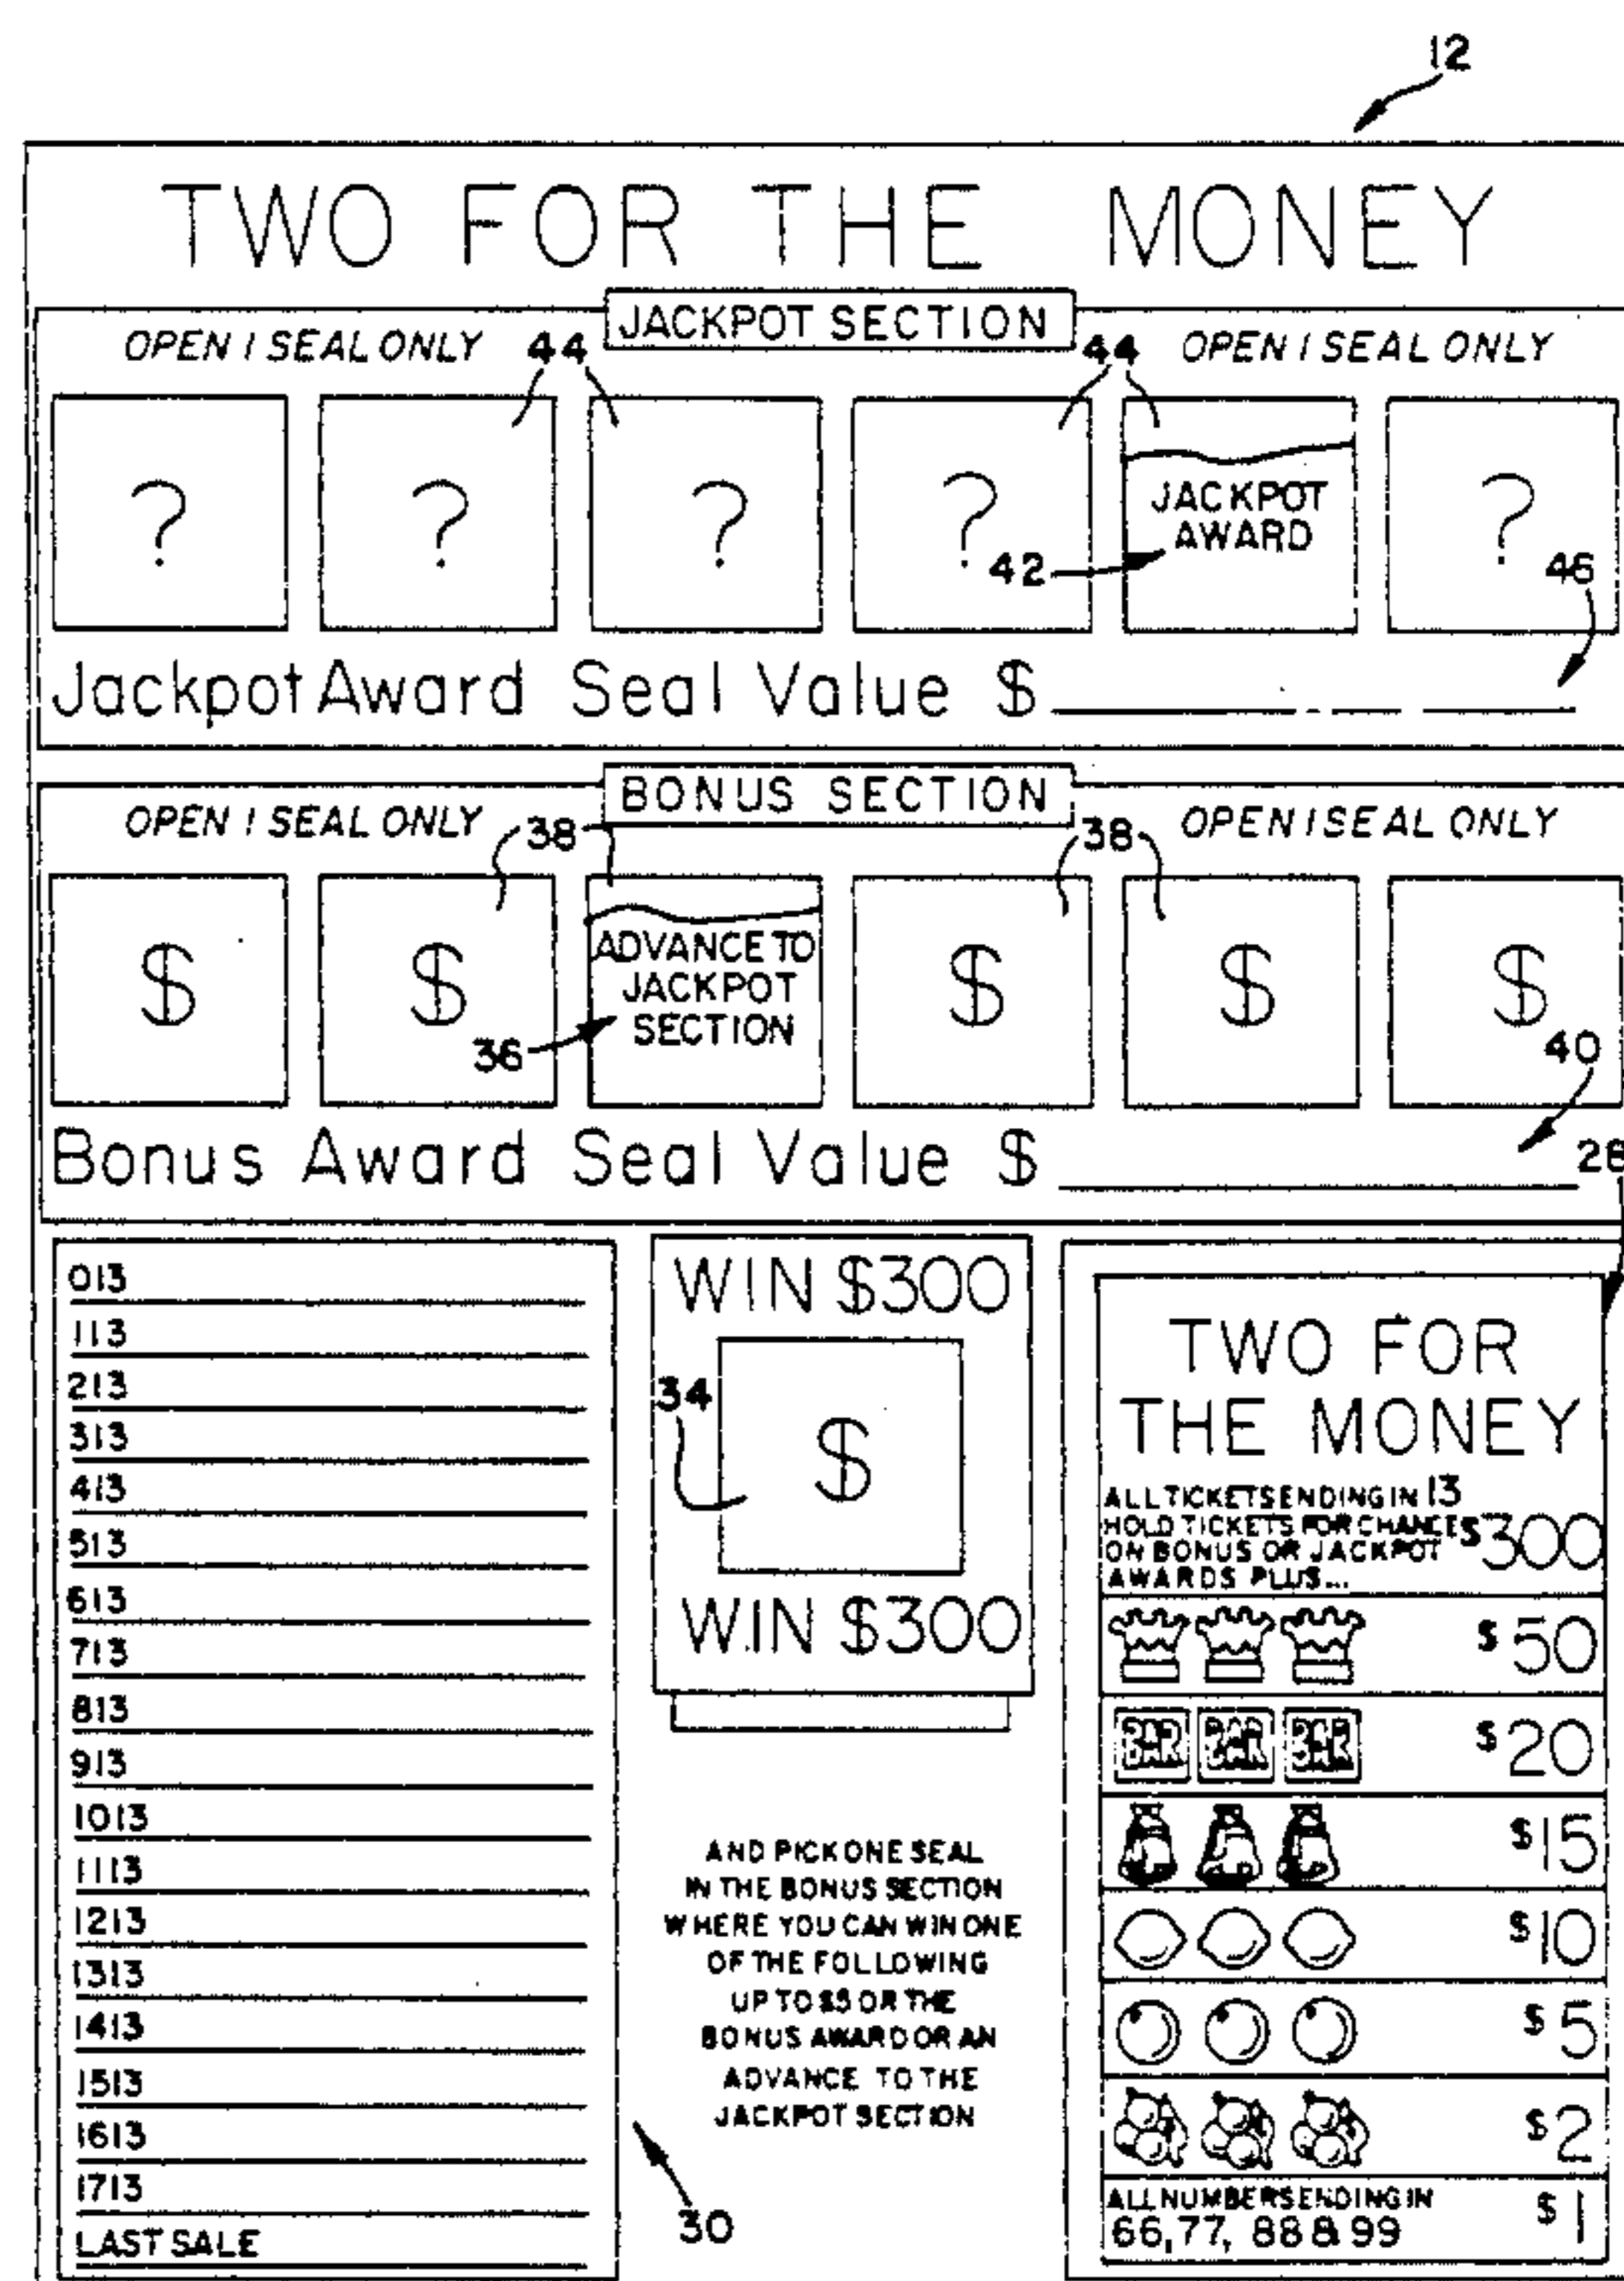 12
TWO FOR THE MONEY
JACKPOT SECTION
OPEN 1 SEAL ONLY 44 44 OPEN 1 SEAL ONLY
? ? ? ? JACKPOT AWARD ?
42 46
Jackpot Award Seal Value $
BONUS SECTION
OPEN 1 SEAL ONLY 38 38 OPEN 1 SEAL ONLY
$ $ ADVANCE TO JACKPOT SECTION $ $ $
36 40
Bonus Award Seal Value $
28
013
113
213
313
413
513
613
713
813
913
1013
1113
1213
1313
1413
1513
1613
1713
LAST SALE
30
WIN $300
34
$
WIN $300
AND PICK ONE SEAL
IN THE BONUS SECTION
WHERE YOU CAN WIN ONE
OF THE FOLLOWING
UP TO $5 OR THE
BONUS AWARD OR AN
ADVANCE TO THE
JACKPOT SECTION
TWO FOR
THE MONEY
ALL TICKETS ENDING IN 13
HOLD TICKETS FOR CHANCES $300
ON BONUS OR JACKPOT
AWARDS PLUS...
$50
BAR BAR BAR $20
$15
$10
$5
$2
ALL NUMBERS ENDING IN
66, 77, 88 & 99 $1